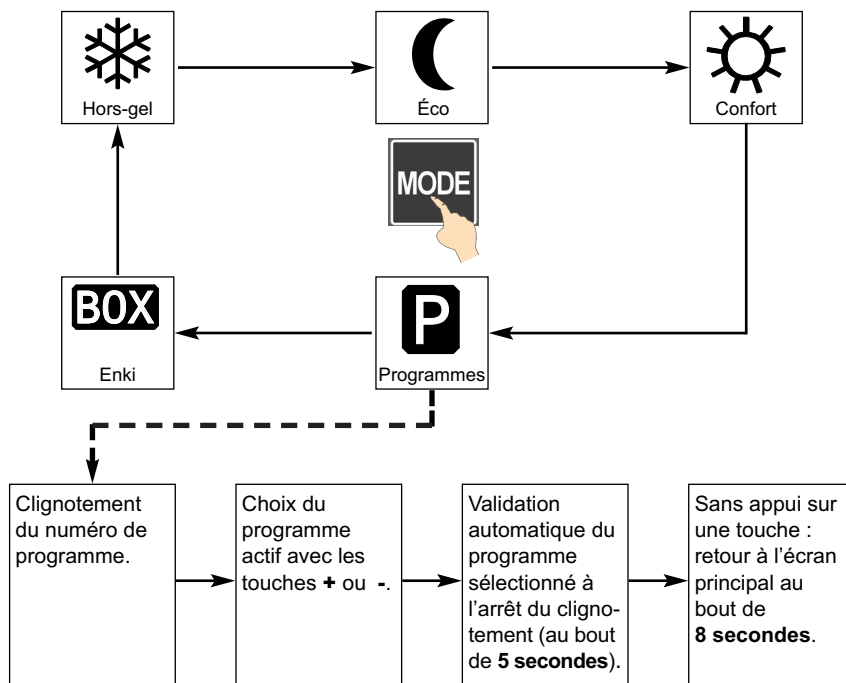 Hors-gel
Éco
Confort
MODE
BOX
Enki
P
Programmes
Clignotement
du numéro de
programme.
Choix du
programme
actif avec les
touches + ou -.
Validation
automatique du
programme
sélectionné à
l'arrêt du cligno-
tement (au bout
de 5 secondes).
Sans appui sur
une touche :
retour à l'écran
principal au
bout de
8 secondes.